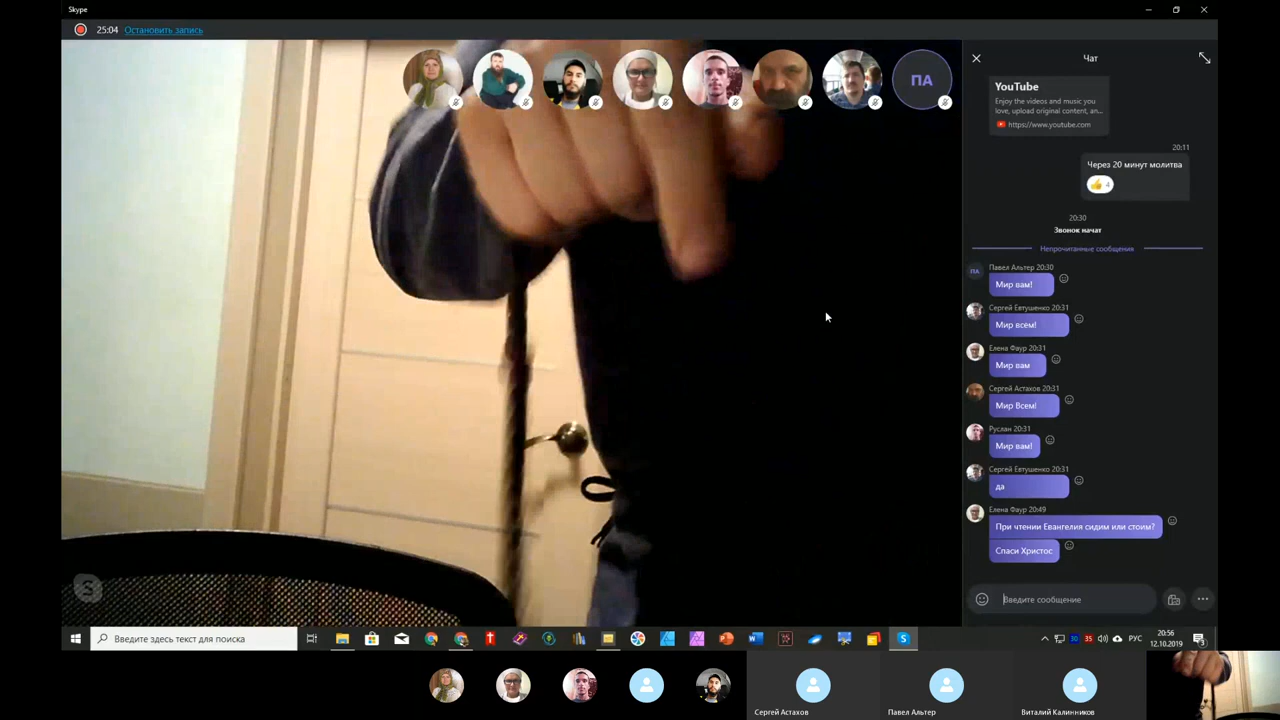 Skype
25:04 Остановить запись
ПА
Чат
YouTube
Enjoy the videos and music you
love, upload original content, an...
https://www.youtube.com
20:11
Через 20 минут молитва
4
20:30
Звонок начат
Непрочитанные сообщения
ПА
Павел Альтер 20:30
Мир вам!
Сергей Евтушенко 20:31
Мир всем!
Елена Фаур 20:31
Мир вам
Сергей Астахов 20:31
Мир Всем!
Руслан 20:31
Мир вам!
Сергей Евтушенко 20:31
да
Елена Фаур 20:49
При чтении Евангелия сидим или стоим?
Спаси Христос
Введите сообщение
Введите здесь текст для поиска
30
35
РУС
20:56
12.10.2019
3
Сергей Астахов
Павел Альтер
Виталий Калинников